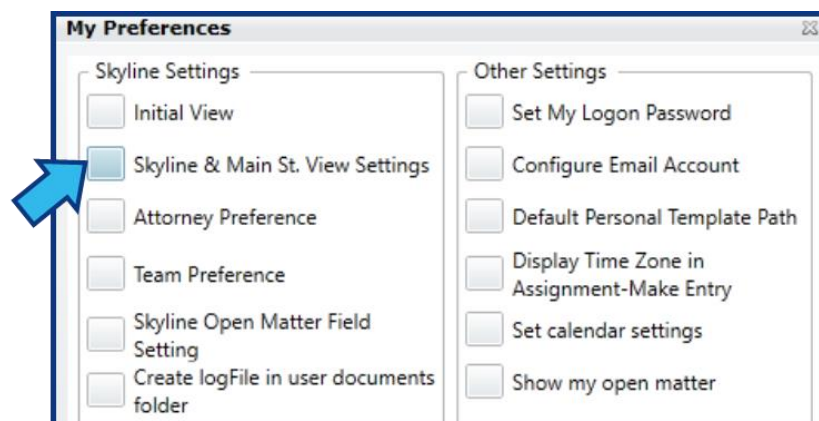 My Preferences
Skyline Settings
Initial View
Skyline & Main St. View Settings
Attorney Preference
Team Preference
Skyline Open Matter Field
Setting
Create logFile in user documents
folder
Other Settings
Set My Logon Password
Configure Email Account
Default Personal Template Path
Display Time Zone in
Assignment-Make Entry
Set calendar settings
Show my open matter